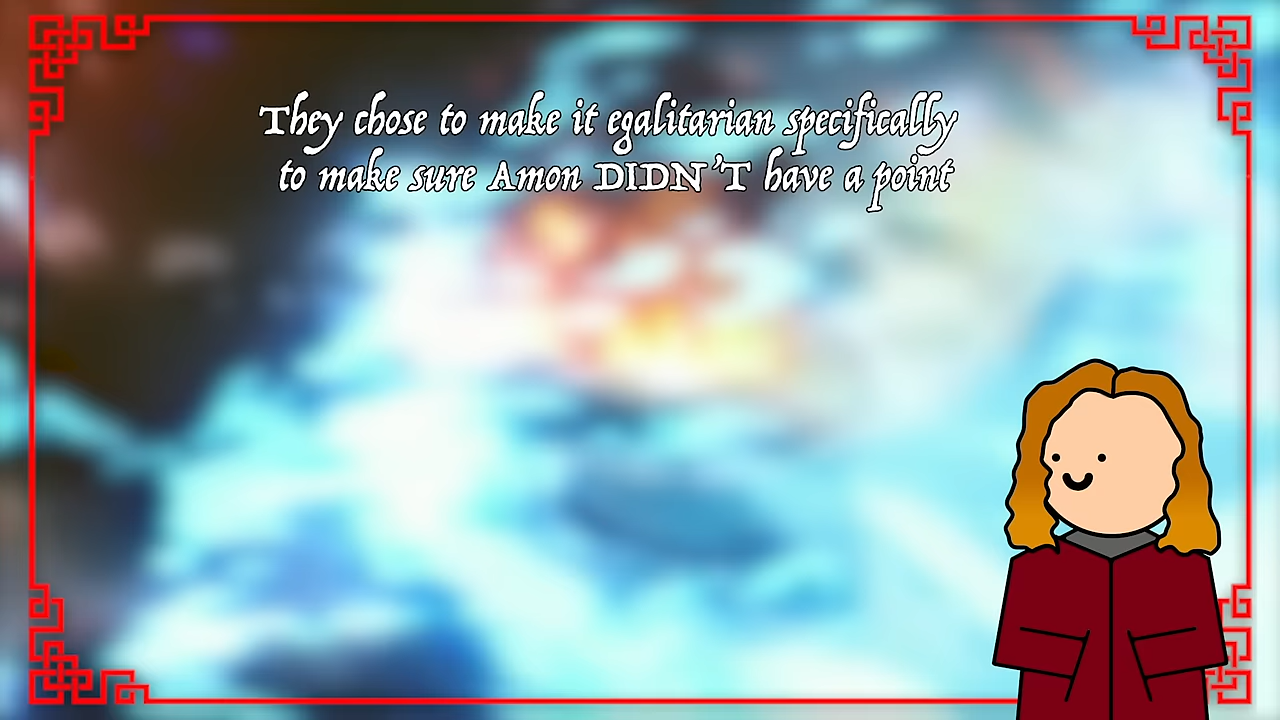 They chose to make it egalitarian specifically
to make sure Amon DIDN'T have a point